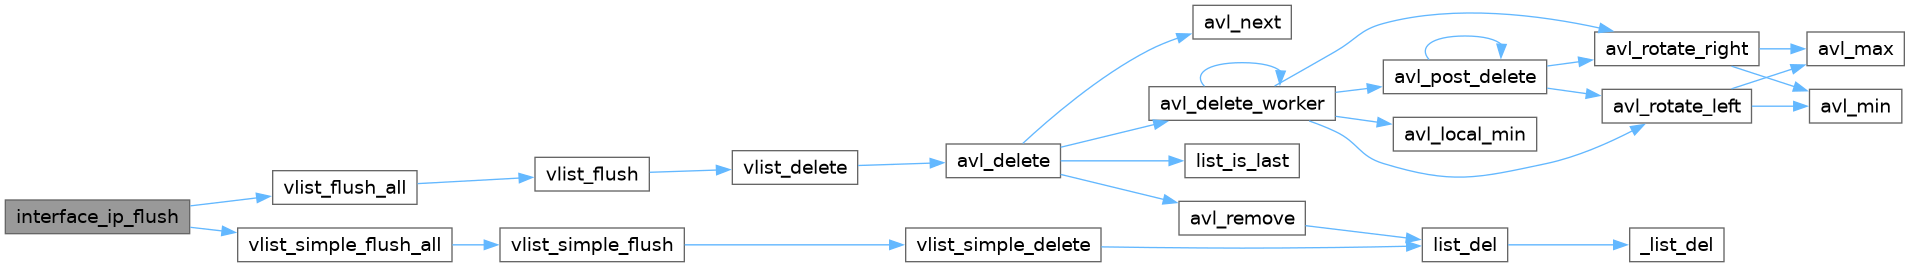 interface_ip_flush
vlist_flush_all
vlist_flush
vlist_delete
avl_delete
avl_next
avl_delete_worker
avl_post_delete
avl_rotate_right
avl_max
avl_rotate_left
avl_min
avl_local_min
list_is_last
avl_remove
vlist_simple_flush_all
vlist_simple_flush
vlist_simple_delete
list_del
_list_del